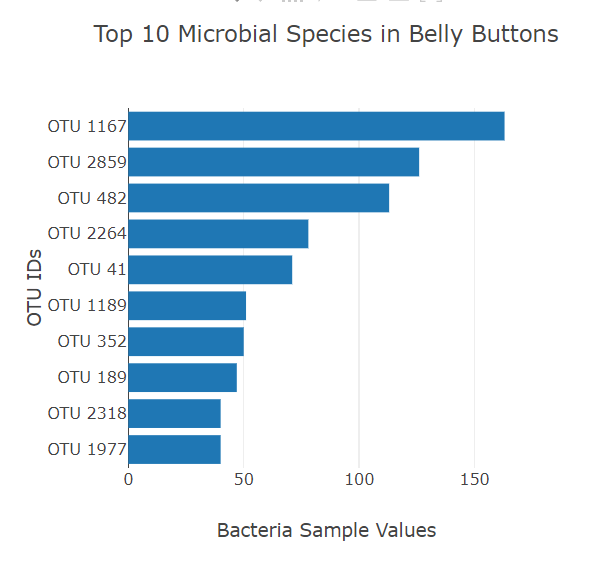 Top 10 Microbial Species in Belly Buttons
OTU 1167
OTU 2859
OTU 482
OTU 2264
OTU 41
OTU 1189
OTU 352
OTU 189
OTU 2318
OTU 1977
OTU IDs
0 50 100 150
Bacteria Sample Values